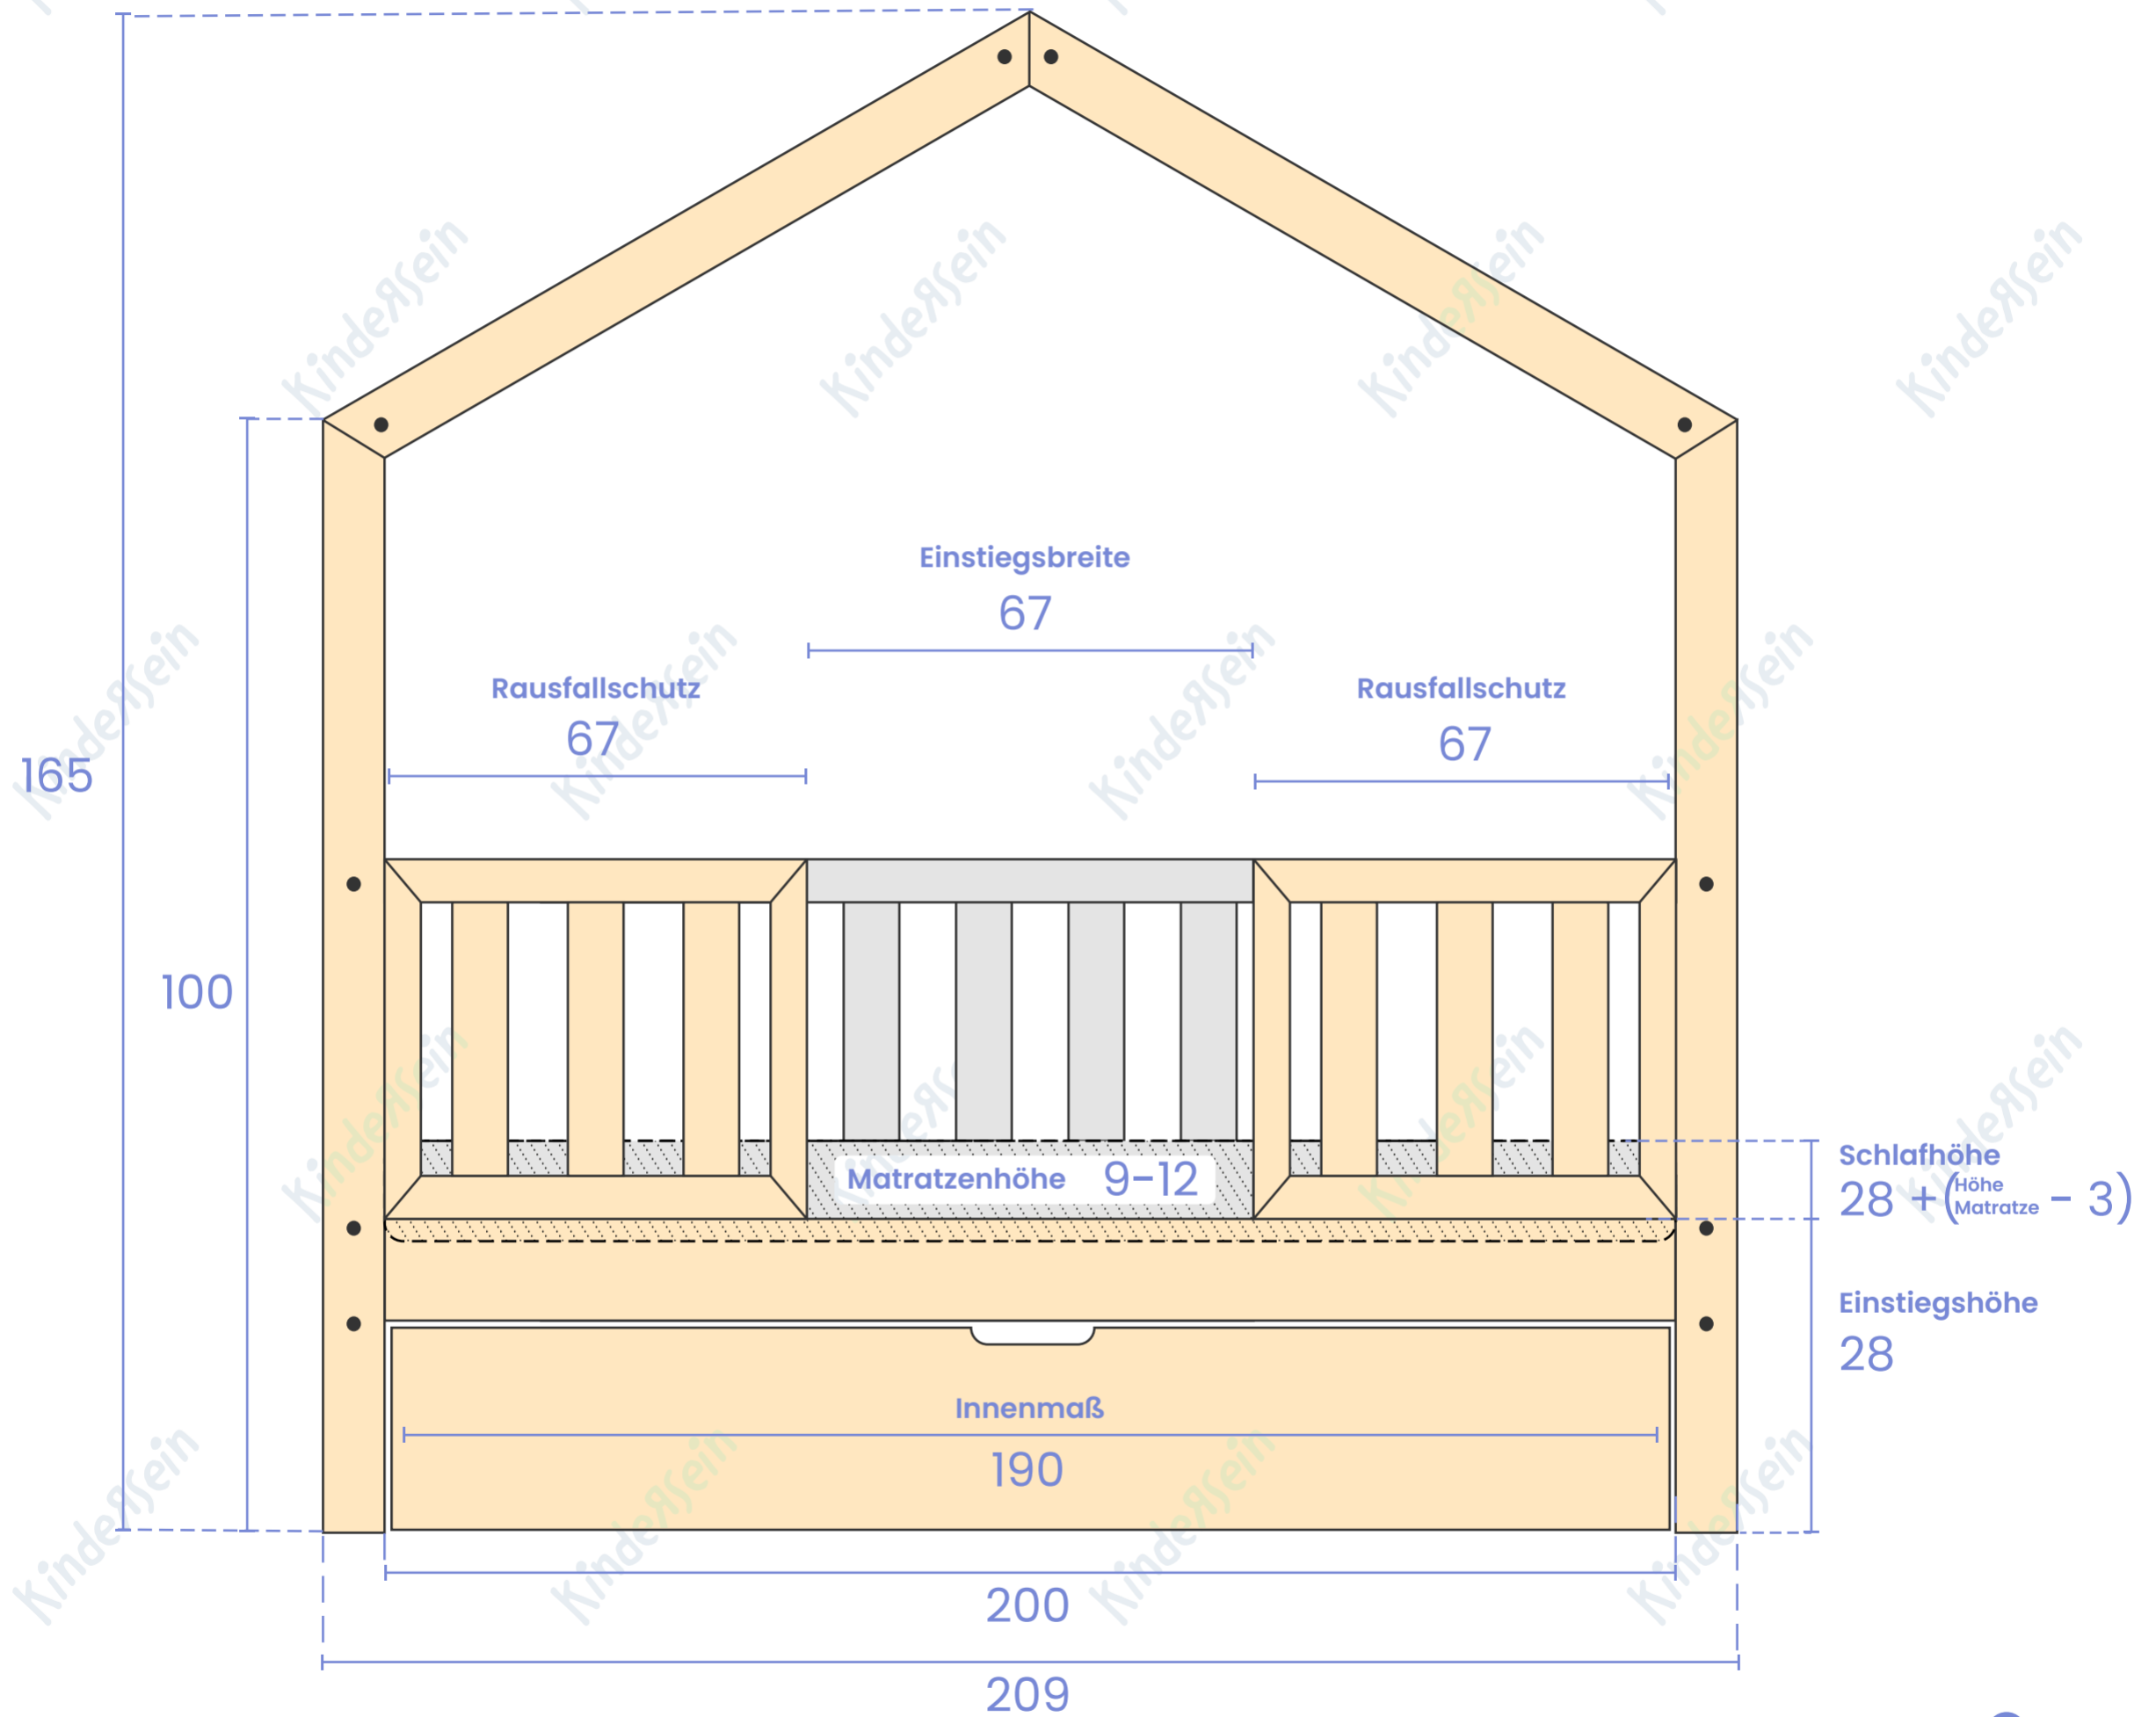 Einstiegsbreite
67
Rausfallschutz
67
Rausfallschutz
67
165
100
Matratzenhöhe 9-12
Schlafhöhe
28 + (Höhe Matratze - 3)
Einstiegshöhe
28
Innenmaß
190
200
209
KindeRsein